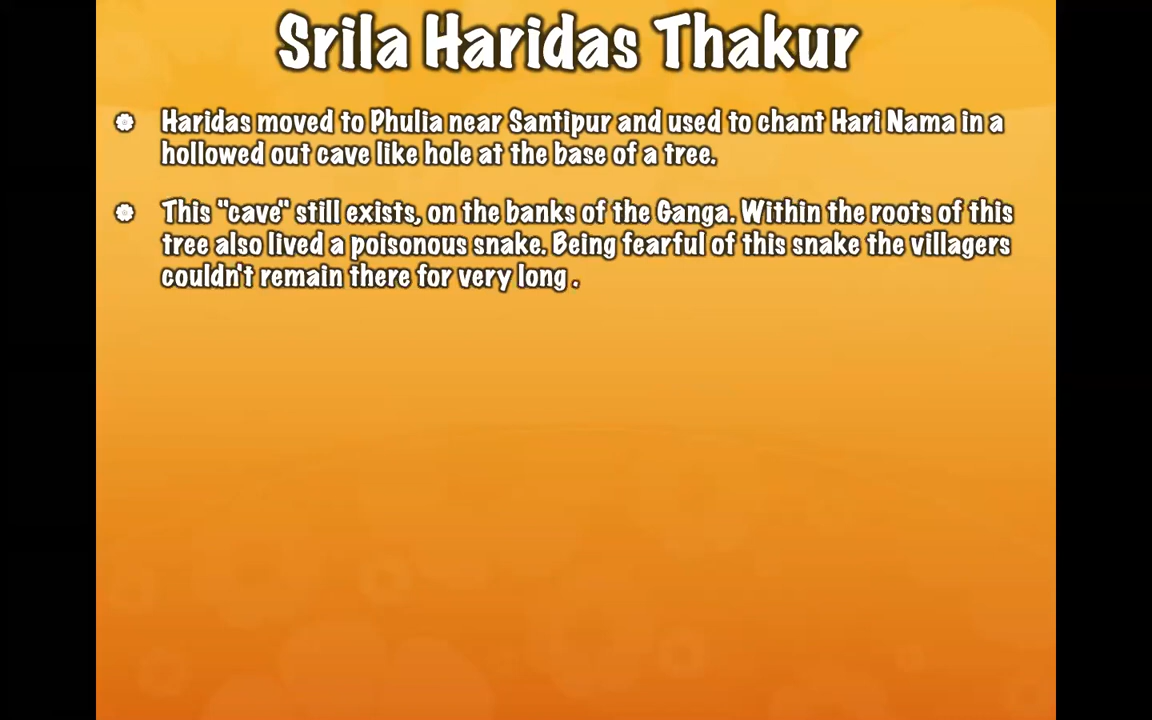 Srila Haridas Thakur
Haridas moved to Phulia near Santipur and used to chant Hari Nama in a
hollowed out cave like hole at the base of a tree.
This "cave" still exists, on the banks of the Ganga. Within the roots of this
tree also lived a poisonous snake. Being fearful of this snake the villagers
couldn't remain there for very long .